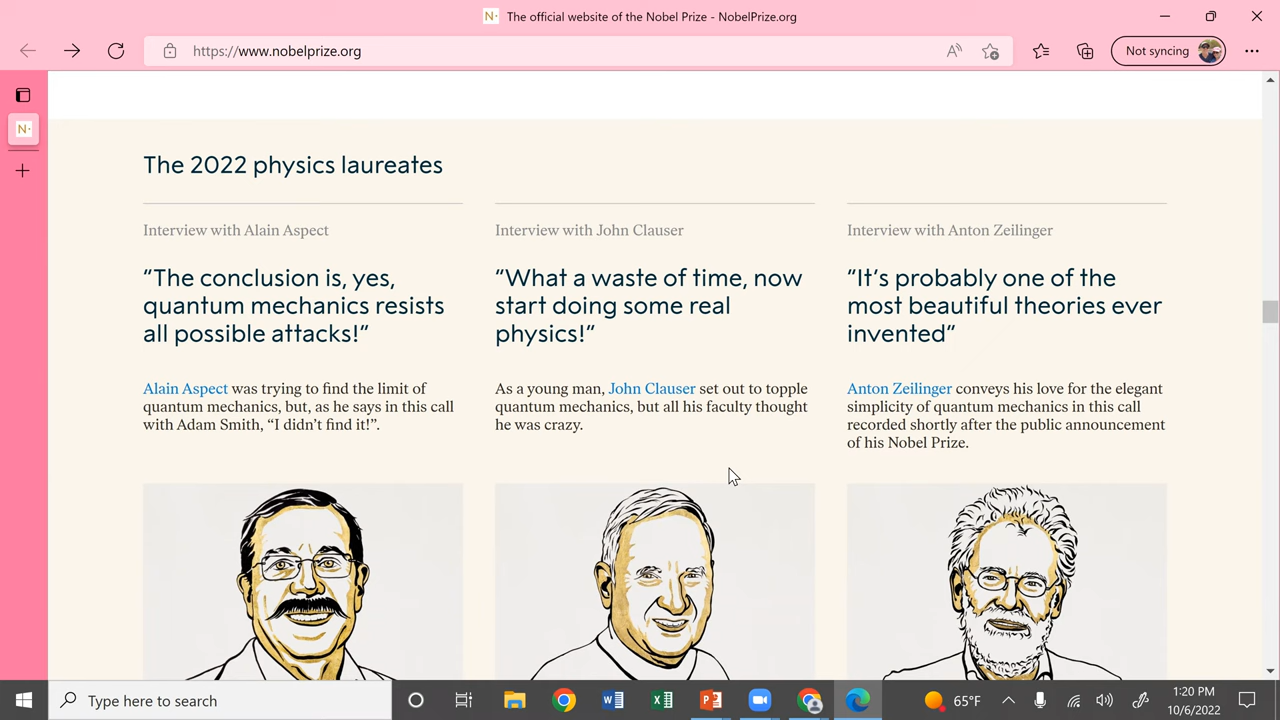 The official website of the Nobel Prize - NobelPrize.org
https://www.nobelprize.org
Not syncing
The 2022 physics laureates
Interview with Alain Aspect
“The conclusion is, yes,
quantum mechanics resists
all possible attacks!”
Alain Aspect was trying to find the limit of
quantum mechanics, but, as he says in this call
with Adam Smith, “I didn’t find it!”.
Interview with John Clauser
“What a waste of time, now
start doing some real
physics!”
As a young man, John Clauser set out to topple
quantum mechanics, but all his faculty thought
he was crazy.
Interview with Anton Zeilinger
“It‘s probably one of the
most beautiful theories ever
invented”
Anton Zeilinger conveys his love for the elegant
simplicity of quantum mechanics in this call
recorded shortly after the public announcement
of his Nobel Prize.
Type here to search
65°F
1:20 PM
10/6/2022